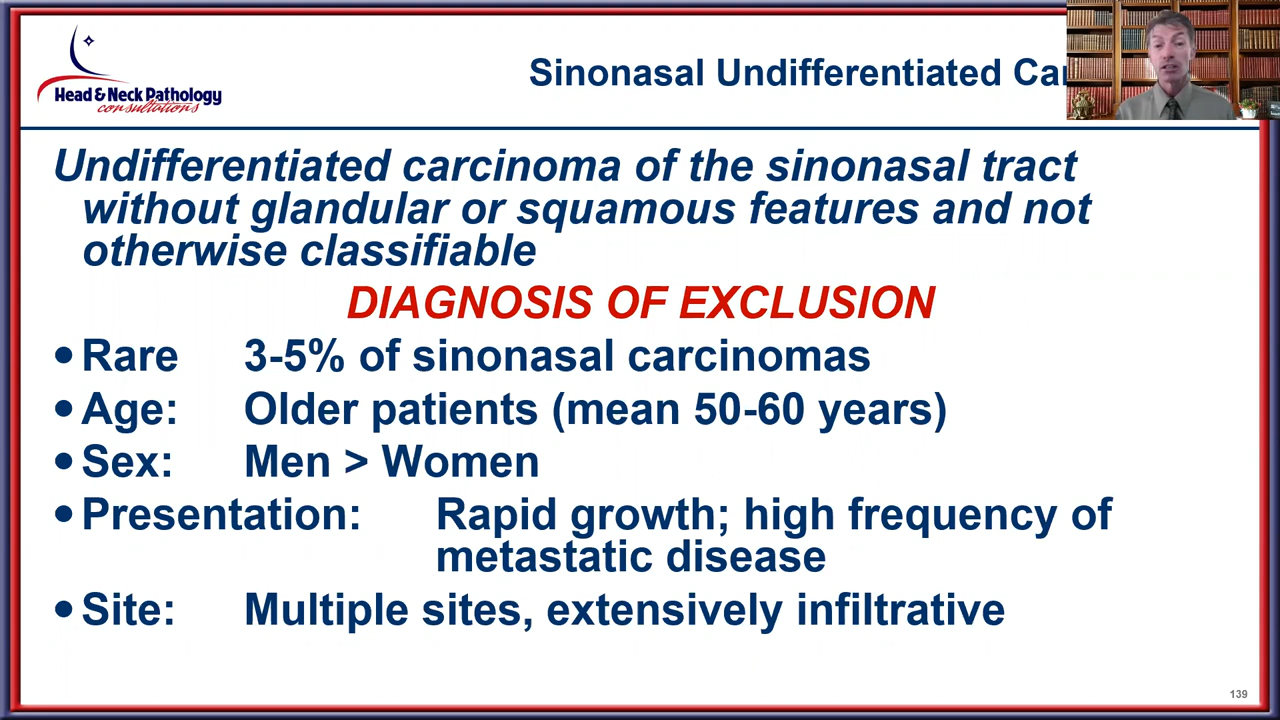 Head & Neck Pathology
consultations
Sinonasal Undifferentiated
Undifferentiated carcinoma of the sinonasal tract
without glandular or squamous features and not
otherwise classifiable
DIAGNOSIS OF EXCLUSION
• Rare 3-5% of sinonasal carcinomas
• Age: Older patients (mean 50-60 years)
• Sex: Men > Women
• Presentation: Rapid growth; high frequency of
metastatic disease
• Site: Multiple sites, extensively infiltrative
139